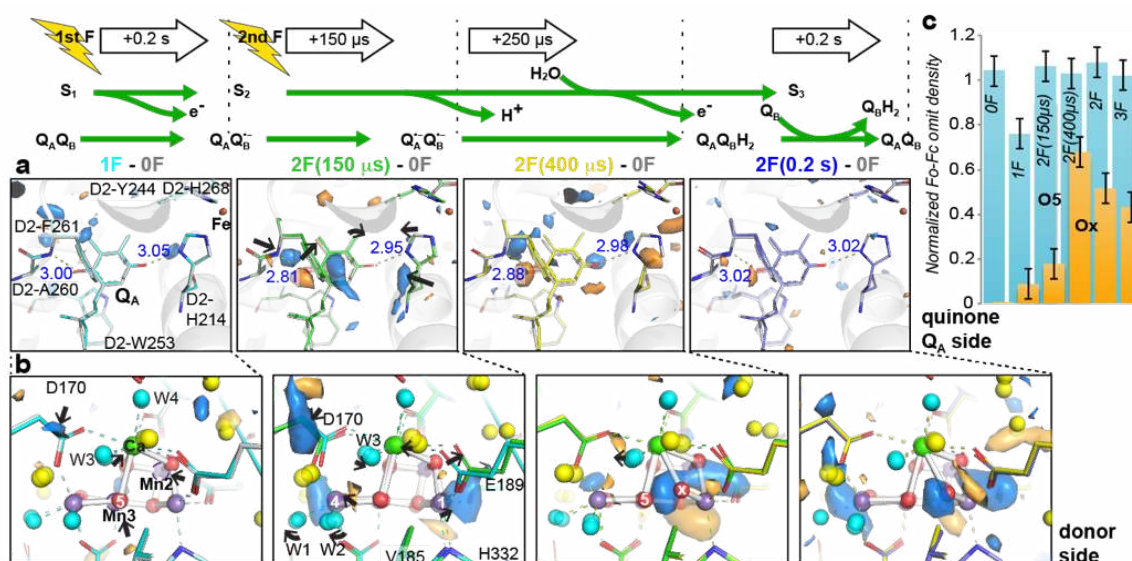 1st F
+0.2 s
2nd F
+150 µs
+250 µs
+0.2 s
S1
e-
S2
H+
H2O
e-
S3
QAQB
QAQB-
QA-QB-
QAQBH2
QB
QBH2
QAQB
a
1F - 0F
2F(150 µs) - 0F
2F(400 µs) - 0F
2F(0.2 s) - 0F
D2-Y244
D2-H268
Fe
D2-F261
3.05
3.00
D2-A260
QA
D2-
H214
D2-W253
2.95
2.81
2.98
2.88
3.02
3.02
quinone
QA side
b
D170
W4
Ca
W3
Mn2
5
Mn3
D170
W3
E189
4
W1
W2
V185
H332
5
X
donor
side
c
Normalized Fo-Fc omit density
1.2
1
0.8
0.6
0.4
0.2
0
0F
1F
2F(150µs)
2F(400µs)
2F
3F
O5
Ox